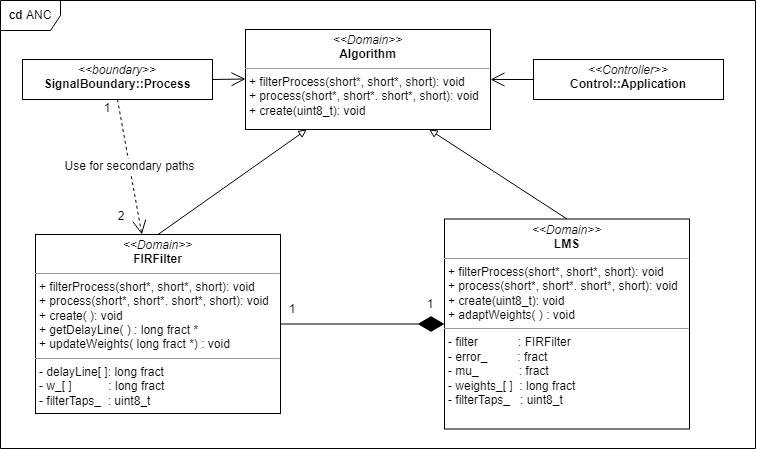 cd ANC
<<Domain>>
Algorithm
+ filterProcess(short*, short*, short): void
+ process(short*, short*. short*, short): void
+ create(uint8_t): void
<<boundary>>
SignalBoundary::Process
<<Controller>>
Control::Application
1
Use for secondary paths
2
<<Domain>>
FIRFilter
+ filterProcess(short*, short*, short): void
+ process(short*, short*. short*, short): void
+ create( ): void
+ getDelayLine( ) : long fract *
+ updateWeights( long fract *) : void
- delayLine[ ]: long fract
- w_[ ] : long fract
- filterTaps_ : uint8_t
1
1
<<Domain>>
LMS
+ filterProcess(short*, short*, short): void
+ process(short*, short*. short*, short): void
+ create(uint8_t): void
+ adaptWeights( ) : void
- filter : FIRFilter
- error_ : fract
- mu_ : fract
- weights_[ ] : long fract
- filterTaps_ : uint8_t